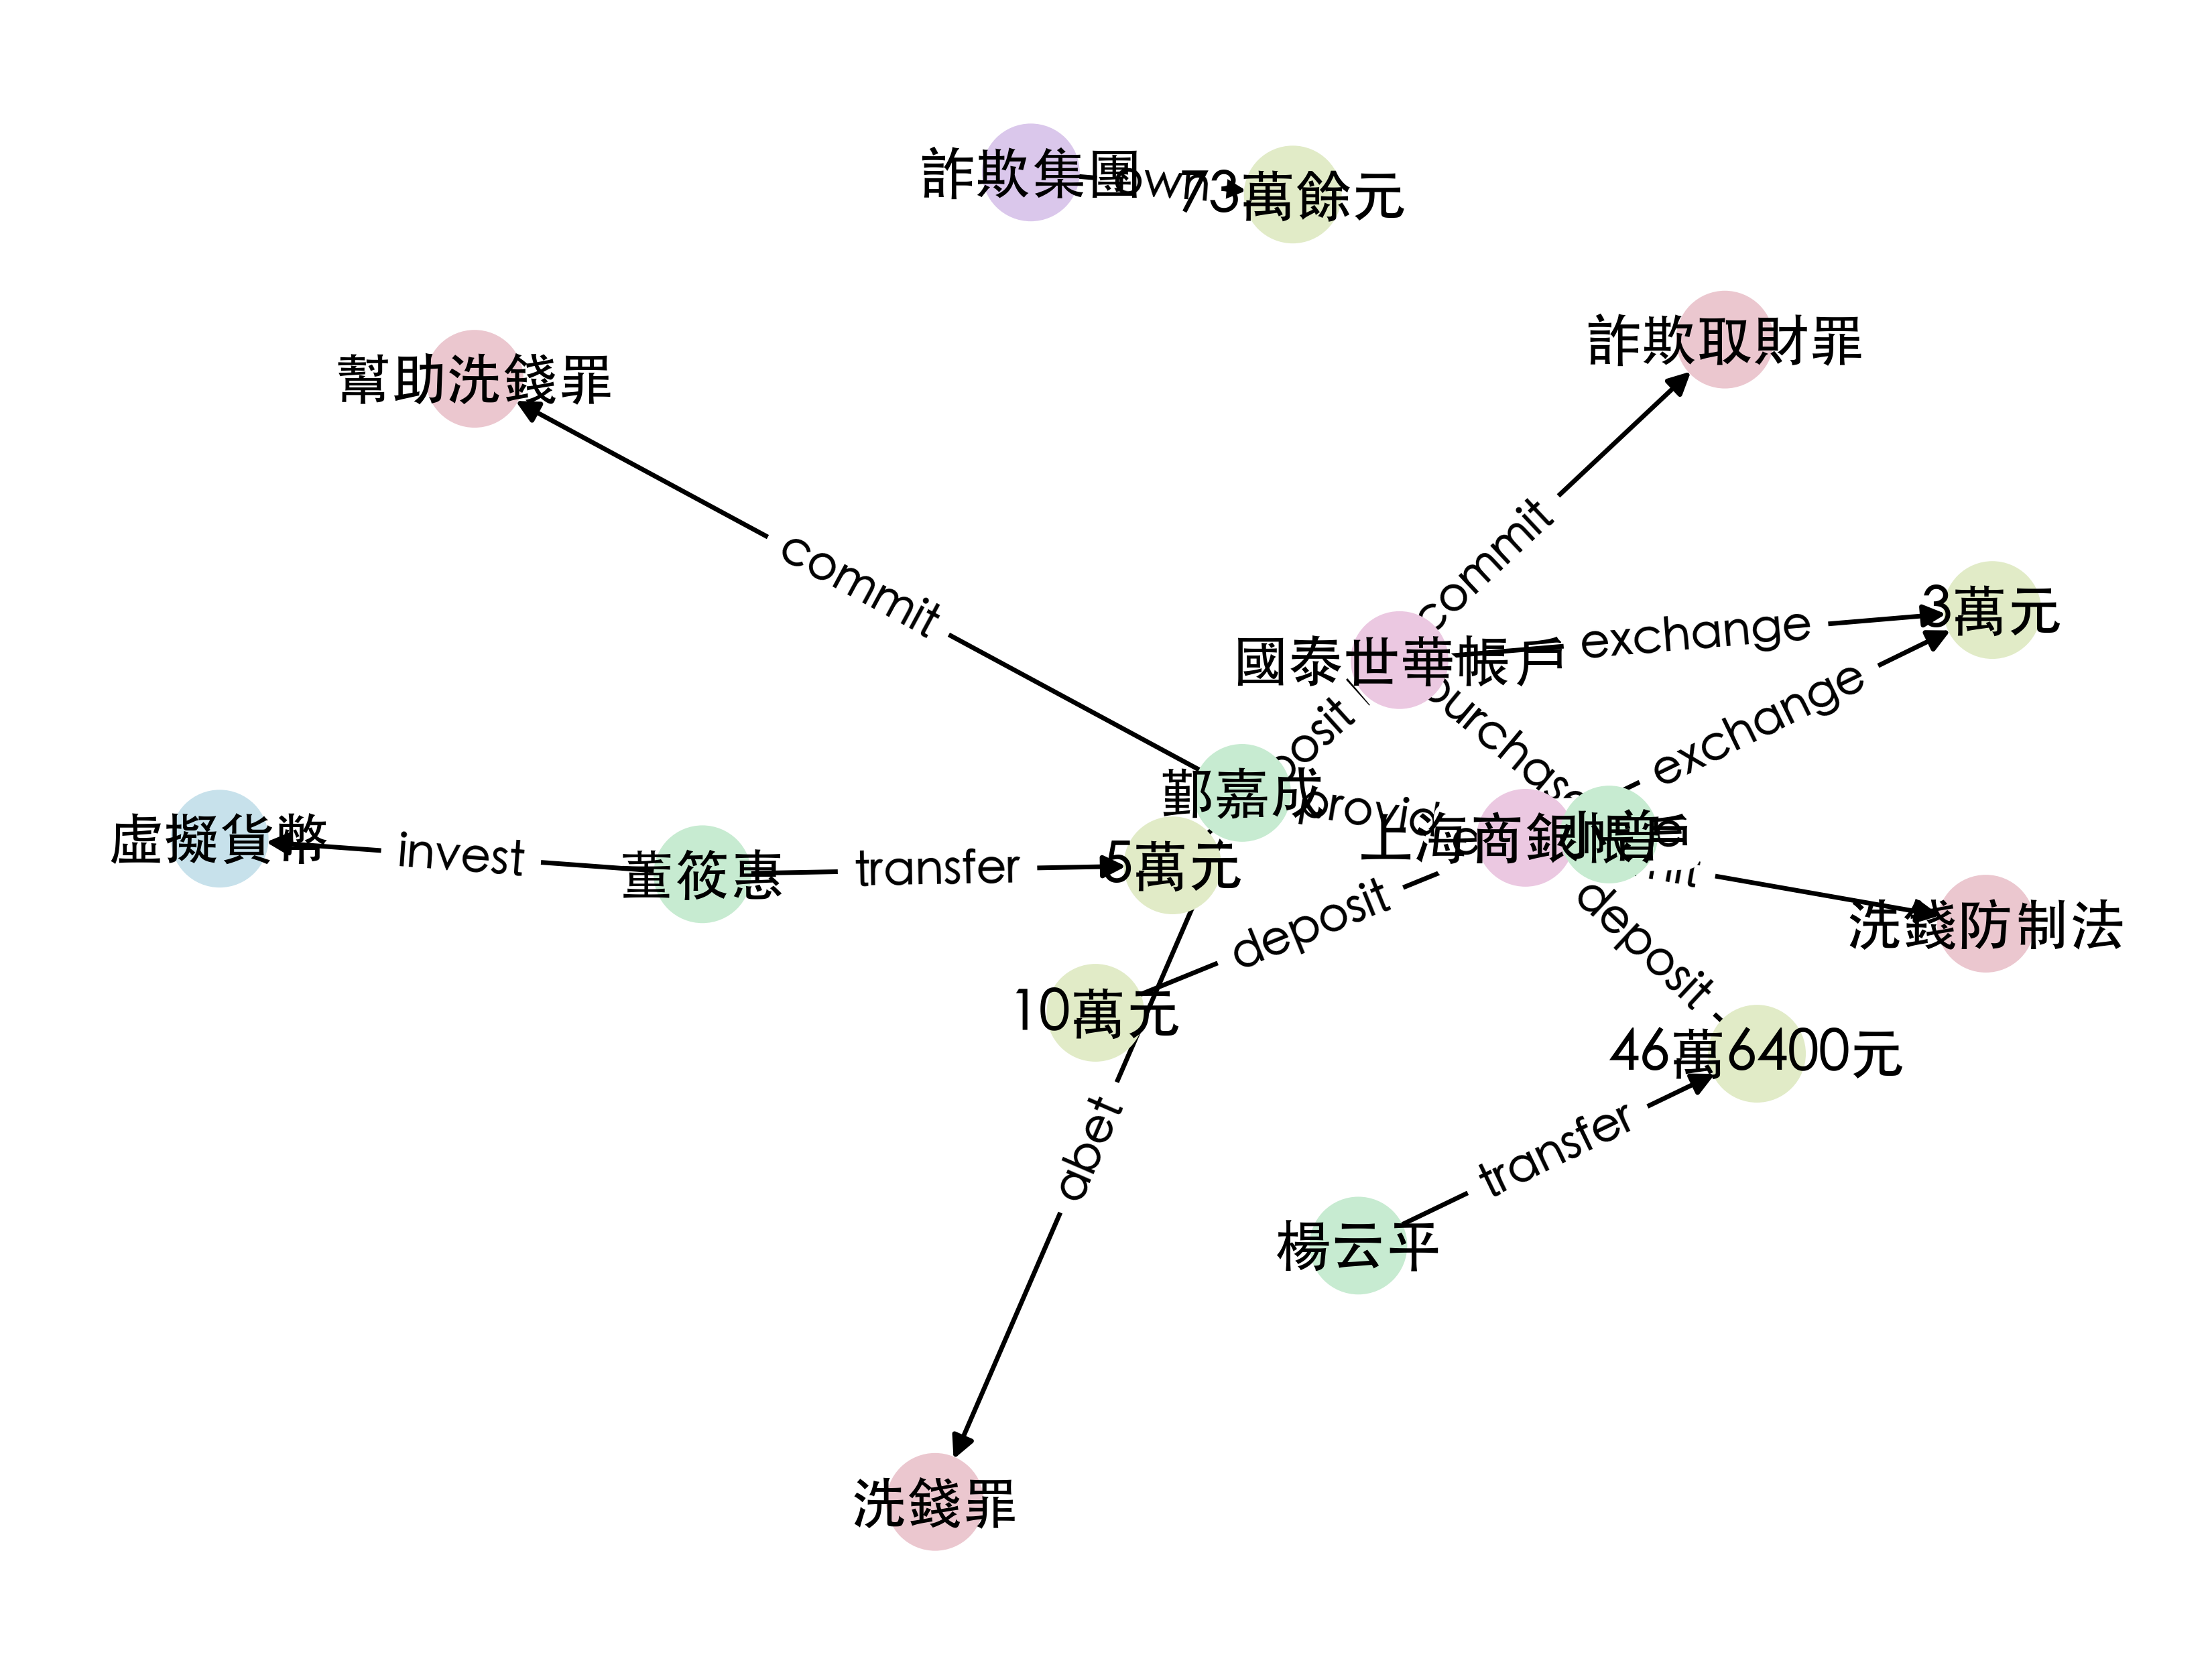 詐欺集團
own
73萬餘元
詐欺取財罪
幫助洗錢罪
commit
commit
3萬元
exchange
國泰世華帳戶
exchange
鄞嘉成
虛擬貨幣
invest
董筱惠
transfer
5萬元
上海商銀帳戶
deposit
洗錢防制法
deposit
10萬元
46萬6400元
abet
transfer
楊云平
洗錢罪